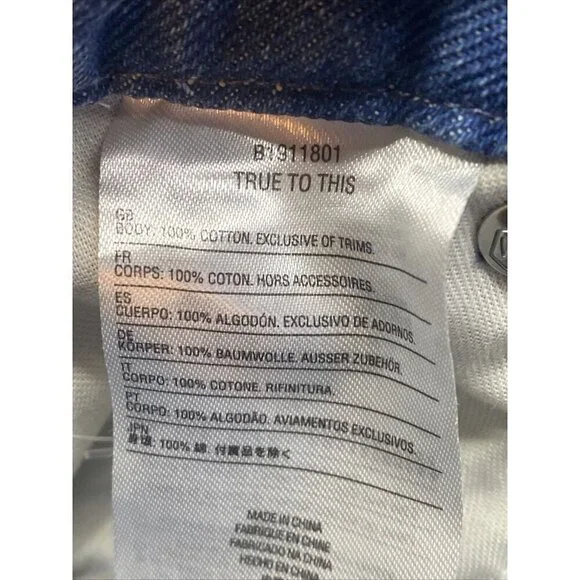 B1911801
TRUE TO THIS
GB
BODY: 100% COTTON. EXCLUSIVE OF TRIMS.
FR
CORPS: 100% COTON. HORS ACCESSOIRES.
ES
CUERPO: 100% ALGODÓN. EXCLUSIVO DE ADORNOS.
DE
KÖRPER: 100% BAUMWOLLE. AUSSER ZUBEHÖR
IT
CORPO: 100% COTONE. RIFINITURA.
PT
CORPO: 100% ALGODÃO. AVIAMENTOS EXCLUSIVOS.
JPN
身頃: 100% 綿. 付属品を除く
MADE IN CHINA
FABRIQUE EN CHINE
FABRICADO NA CHINA
HECHO EN CHINA